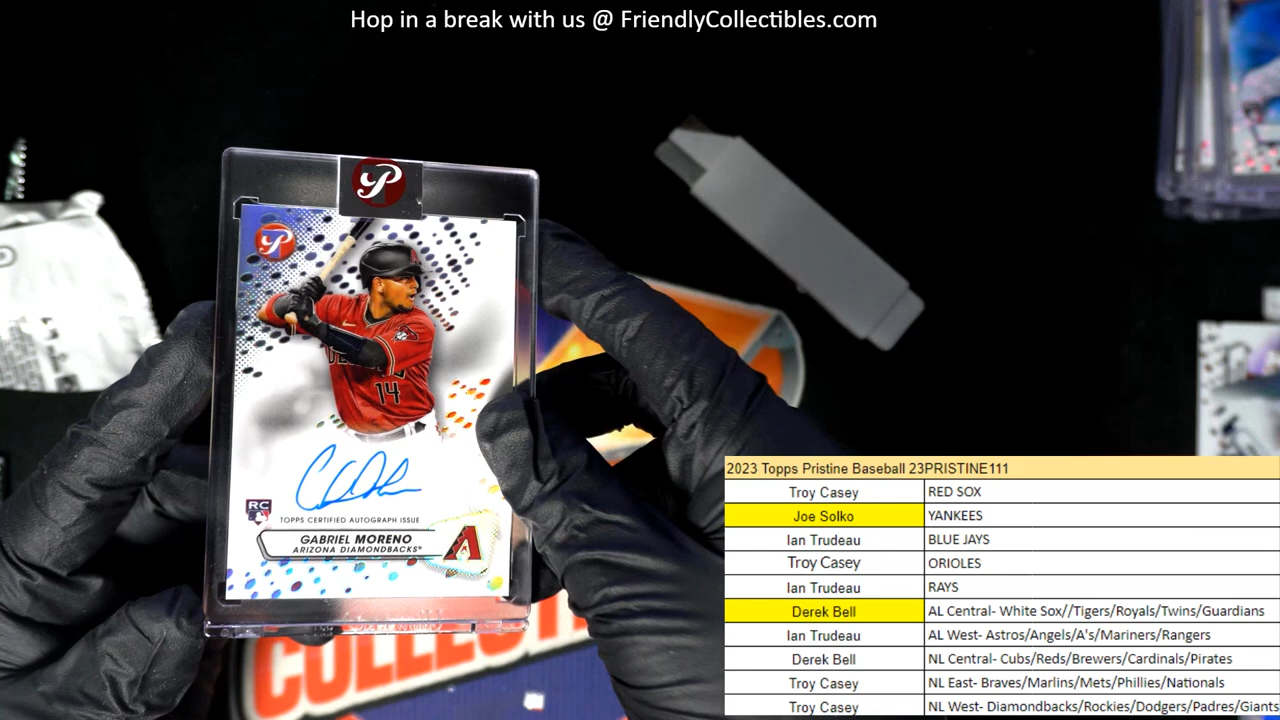 Hop in a break with us @ FriendlyCollectibles.com
14
RC
TOPPS CERTIFIED AUTOGRAPH ISSUE
GABRIEL MORENO
ARIZONA DIAMONDBACKS®
COLLECT
2023 Topps Pristine Baseball 23PRISTINE111
Troy Casey RED SOX
Joe Solko YANKEES
Ian Trudeau BLUE JAYS
Troy Casey ORIOLES
Ian Trudeau RAYS
Derek Bell AL Central- White Sox//Tigers/Royals/Twins/Guardians
Ian Trudeau AL West- Astros/Angels/A's/Mariners/Rangers
Derek Bell NL Central- Cubs/Reds/Brewers/Cardinals/Pirates
Troy Casey NL East- Braves/Marlins/Mets/Phillies/Nationals
Troy Casey NL West- Diamondbacks/Rockies/Dodgers/Padres/Giants